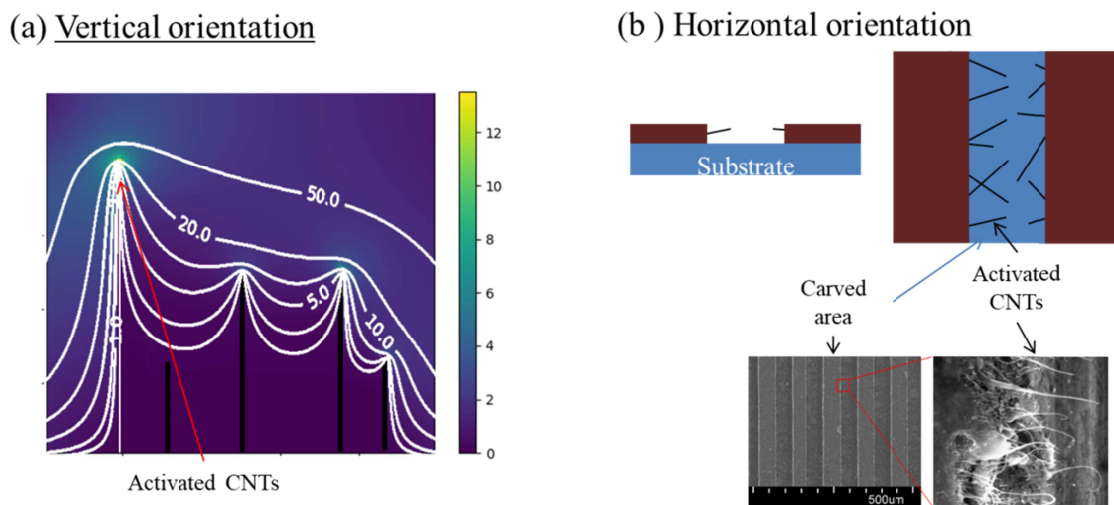 (a) Vertical orientation
(b ) Horizontal orientation
50.0
20.0
5.0
10.0
1.0
12
10
8
6
4
2
0
Activated CNTs
Substrate
Carved
area
Activated
CNTs
500um